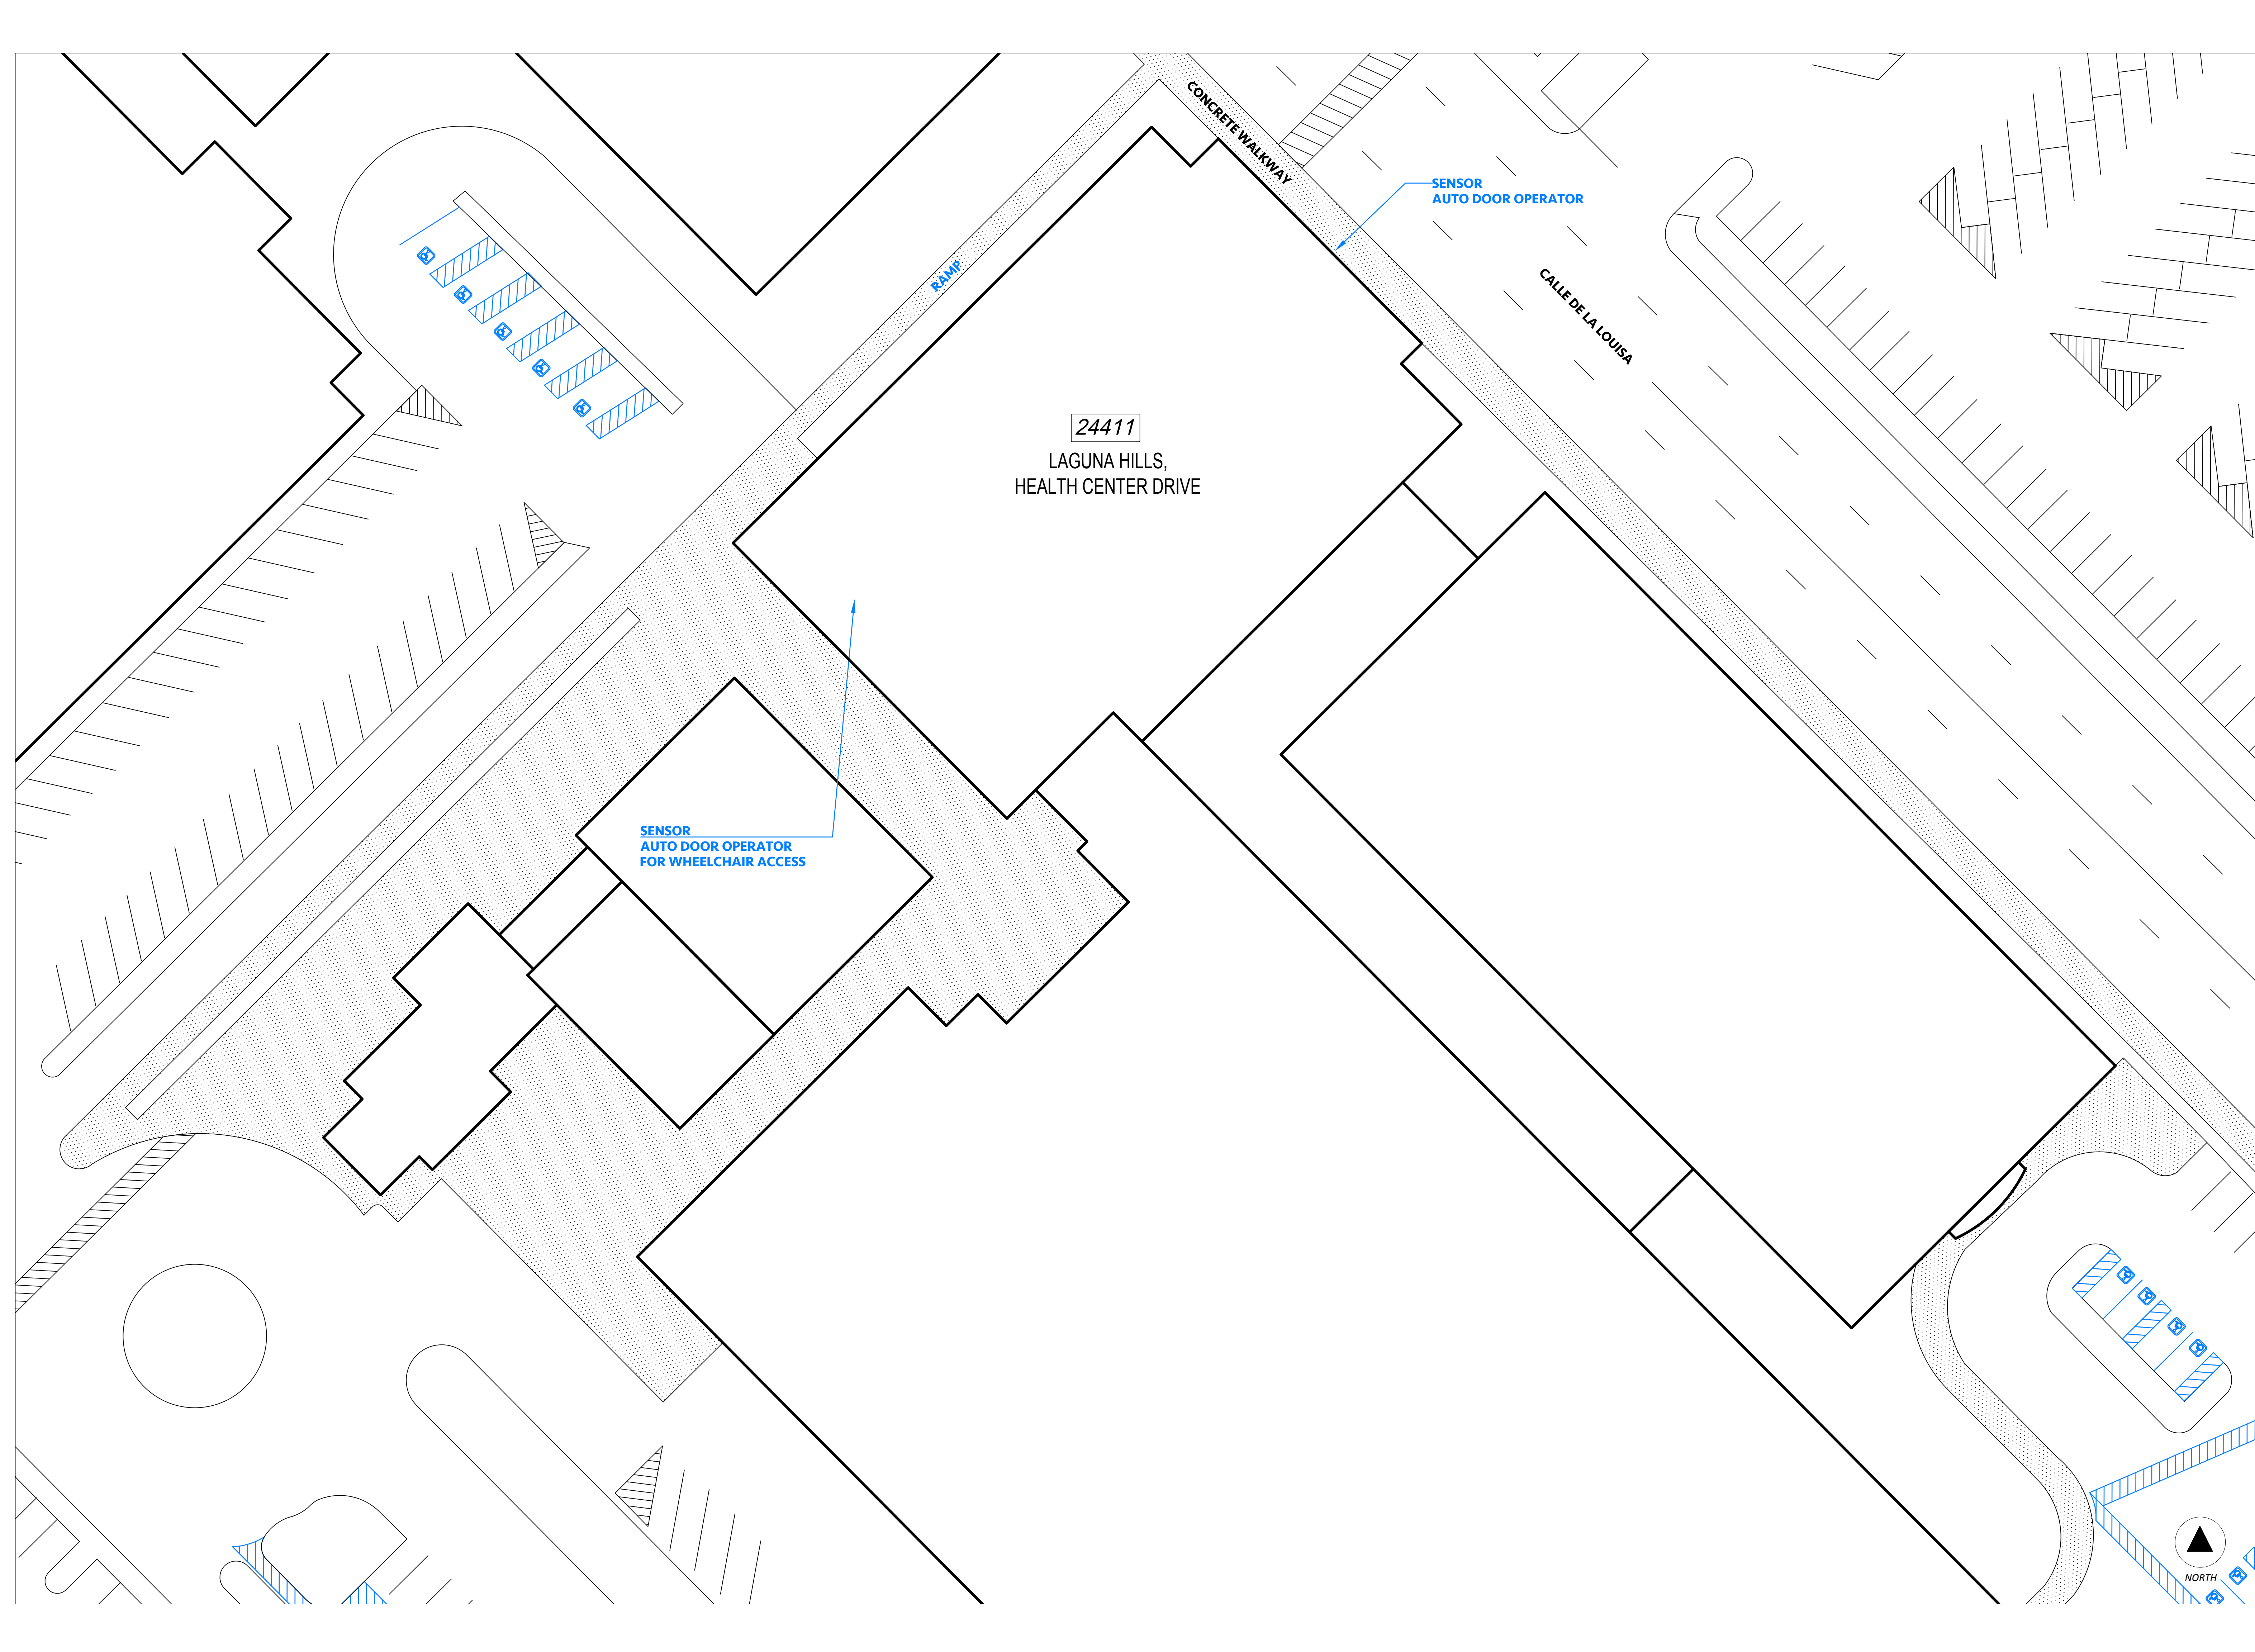 CONCRETE WALKWAY
SENSOR
AUTO DOOR OPERATOR
RAMP
CALLE DE LA LOUISA
24411
LAGUNA HILLS,
HEALTH CENTER DRIVE
SENSOR
AUTO DOOR OPERATOR
FOR WHEELCHAIR ACCESS
NORTH